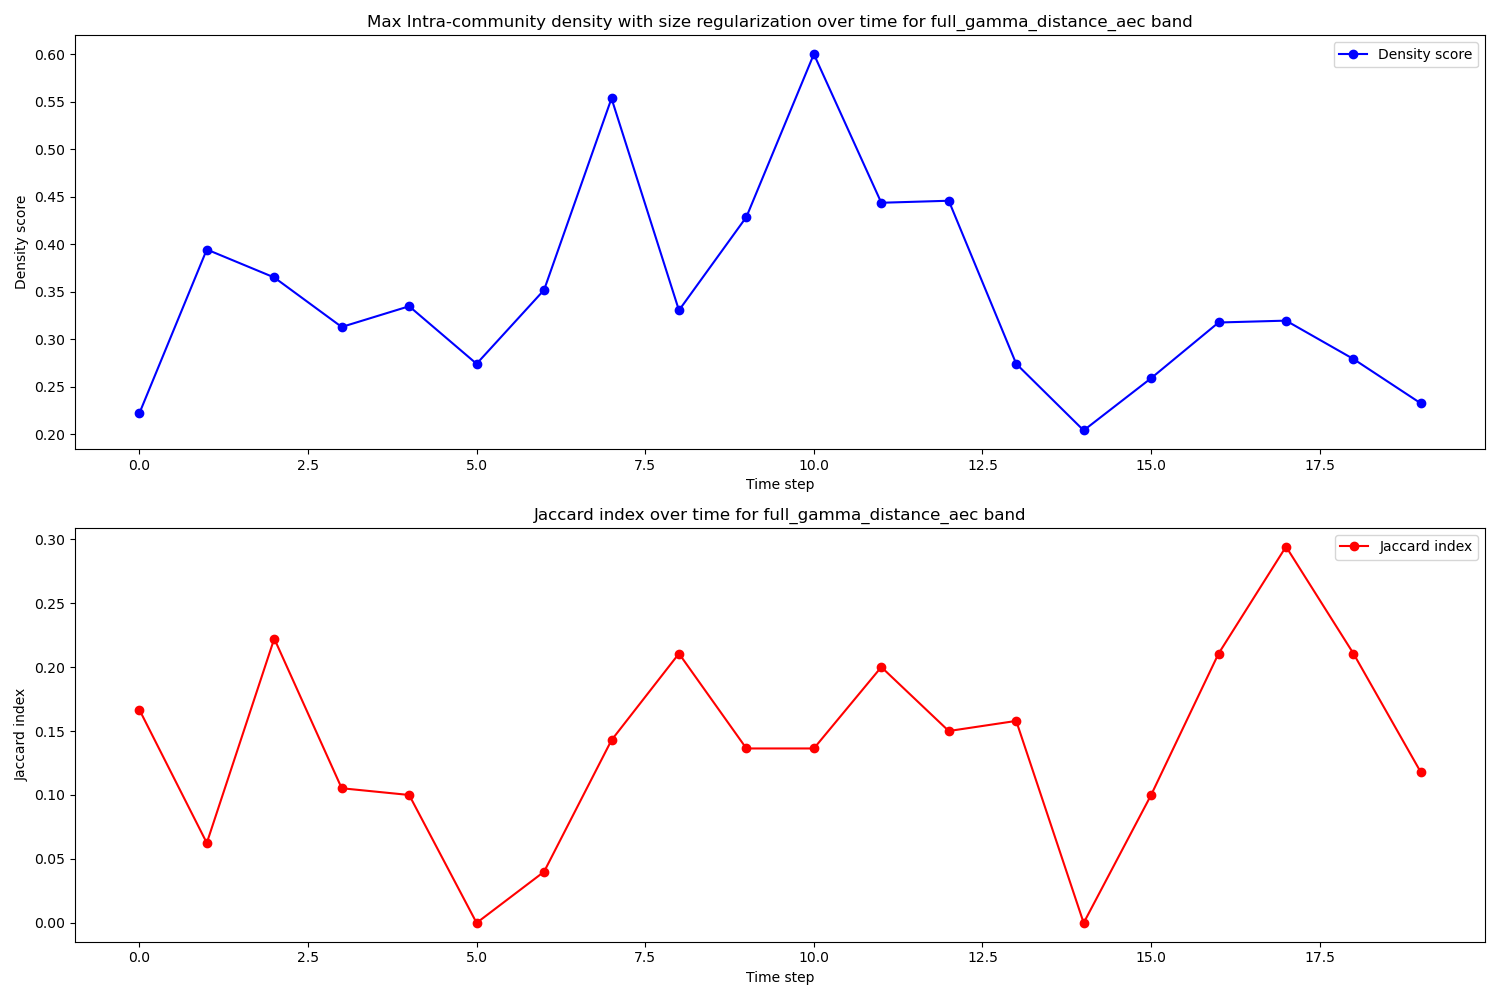 Max Intra-community density with size regularization over time for full_gamma_distance_aec band
Density score
0.60
0.55
0.50
0.45
0.40
0.35
0.30
0.25
0.20
Density score
0.0 2.5 5.0 7.5 10.0 12.5 15.0 17.5
Time step
Jaccard index over time for full_gamma_distance_aec band
Jaccard index
0.30
0.25
0.20
0.15
0.10
0.05
0.00
Jaccard index
0.0 2.5 5.0 7.5 10.0 12.5 15.0 17.5
Time step